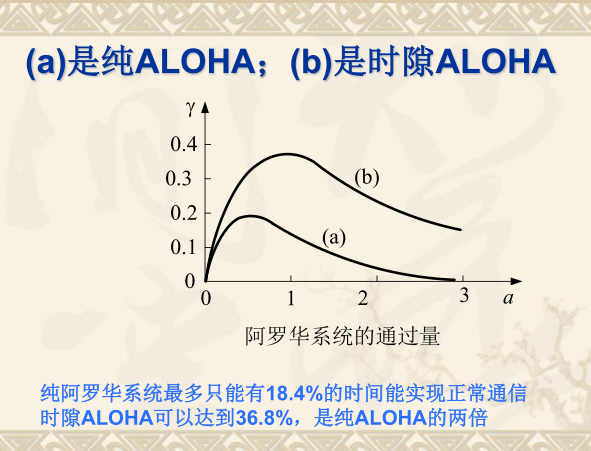 (a)是纯ALOHA；(b)是时隙ALOHA
γ
0.4
0.3
(b)
0.2
(a)
0.1
0
0 1 2 3 a
阿罗华系统的通过量
纯阿罗华系统最多只能有18.4%的时间能实现正常通信
时隙ALOHA可以达到36.8%，是纯ALOHA的两倍